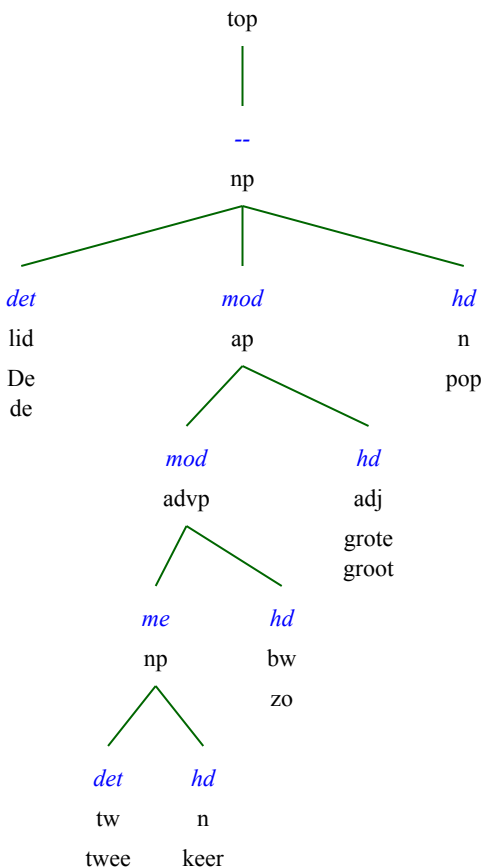 top
--
np
det mod hd
lid ap n
De pop
de
mod hd
advp adj
grote
groot
me hd
np bw
zo
det hd
tw n
twee keer